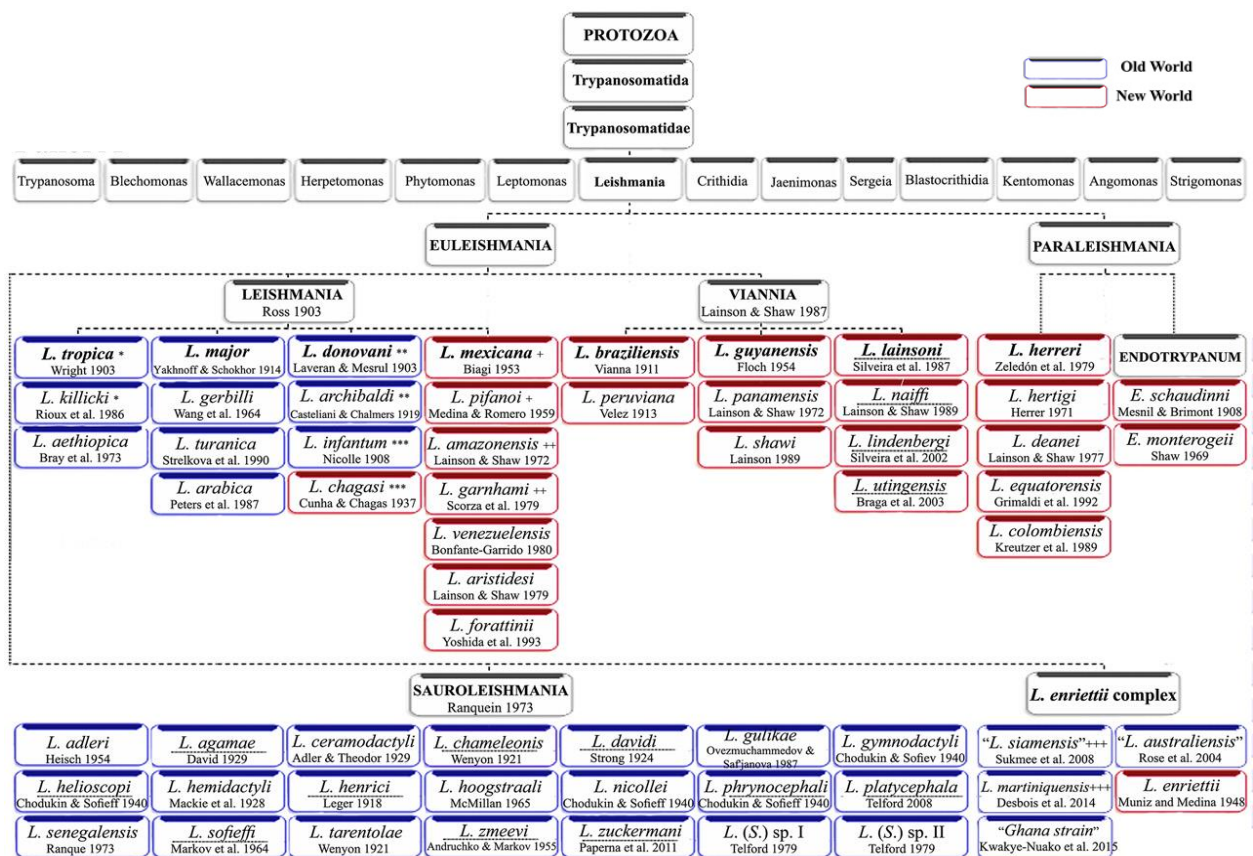 PROTOZOA
Trypanosomatida
Trypanosomatidae
Old World
New World
Trypanosoma
Blechomonas
Wallacemonas
Herpetomonas
Phytomonas
Leptomonas
Leishmania
Crithidia
Jaenimonas
Sergeia
Blastocrithidia
Kentomonas
Angomonas
Strigomonas
EULEISHMANIA
PARALEISHMANIA
LEISHMANIA
Ross 1903
VIANNIA
Lainson & Shaw 1987
L. tropica *
Wright 1903
L. killicki *
Rioux et al. 1986
L. aethiopica
Bray et al. 1973
L. major
Yakhnoff & Schokhor 1914
L. gerbilli
Wang et al. 1964
L. turanica
Strelkova et al. 1990
L. arabica
Peters et al. 1987
L. donovani **
Laveran & Mesrul 1903
L. archibaldi **
Casteliani & Chalmers 1919
L. infantum ***
Nicolle 1908
L. chagasi ***
Cunha & Chagas 1937
L. mexicana +
Biagi 1953
L. pifanoi +
Medina & Romero 1959
L. amazonensis ++
Lainson & Shaw 1972
L. garnhami ++
Scorza et al. 1979
L. venezuelensis
Bonfante-Garrido 1980
L. aristidesi
Lainson & Shaw 1979
L. forattinii
Yoshida et al. 1993
L. braziliensis
Vianna 1911
L. peruviana
Velez 1913
L. guyanensis
Floch 1954
L. panamensis
Lainson & Shaw 1972
L. shawi
Lainson 1989
L. lainsoni
Silveira et al. 1987
L. naiffi
Lainson & Shaw 1989
L. lindenbergi
Silveira et al. 2002
L. utingensis
Braga et al. 2003
L. herreri
Zeledón et al. 1979
L. hertigi
Herrer 1971
L. deanei
Lainson & Shaw 1977
L. equatorensis
Grimaldi et al. 1992
L. colombiensis
Kreutzer et al. 1989
ENDOTRYPANUM
E. schaudinni
Mesnil & Brimont 1908
E. monterogeii
Shaw 1969
SAUROLEISHMANIA
Ranquein 1973
L. enriettii complex
L. adleri
Heisch 1954
L. agamae
David 1929
L. ceramodactyli
Adler & Theodor 1929
L. chameleonis
Wenyon 1921
L. davidi
Strong 1924
L. gulikae
Ovezmuchammedov &
Safjanova 1987
L. gymnodactyli
Chodukin & Sofiev 1940
"L. siamensis"+++
Sukmee et al. 2008
"L. australiensis"
Rose et al. 2004
L. helioscopi
Chodukin & Sofieff 1940
L. hemidactyli
Mackie et al. 1928
L. henrici
Leger 1918
L. hoogstraali
McMillan 1965
L. nicollei
Chodukin & Sofieff 1940
L. phrynocephali
Chodukin & Sofieff 1940
L. platycephala
Telford 2008
L. martiniquensis+++
Desbois et al. 2014
L. enriettii
Muniz and Medina 1948
L. senegalensis
Ranque 1973
L. sofieffi
Markov et al. 1964
L. tarentolae
Wenyon 1921
L. zmeevi
Andruchko & Markov 1955
L. zuckermani
Paperna et al. 2011
L. (S.) sp. I
Telford 1979
L. (S.) sp. II
Telford 1979
"Ghana strain"
Kwakye-Nuako et al. 2015